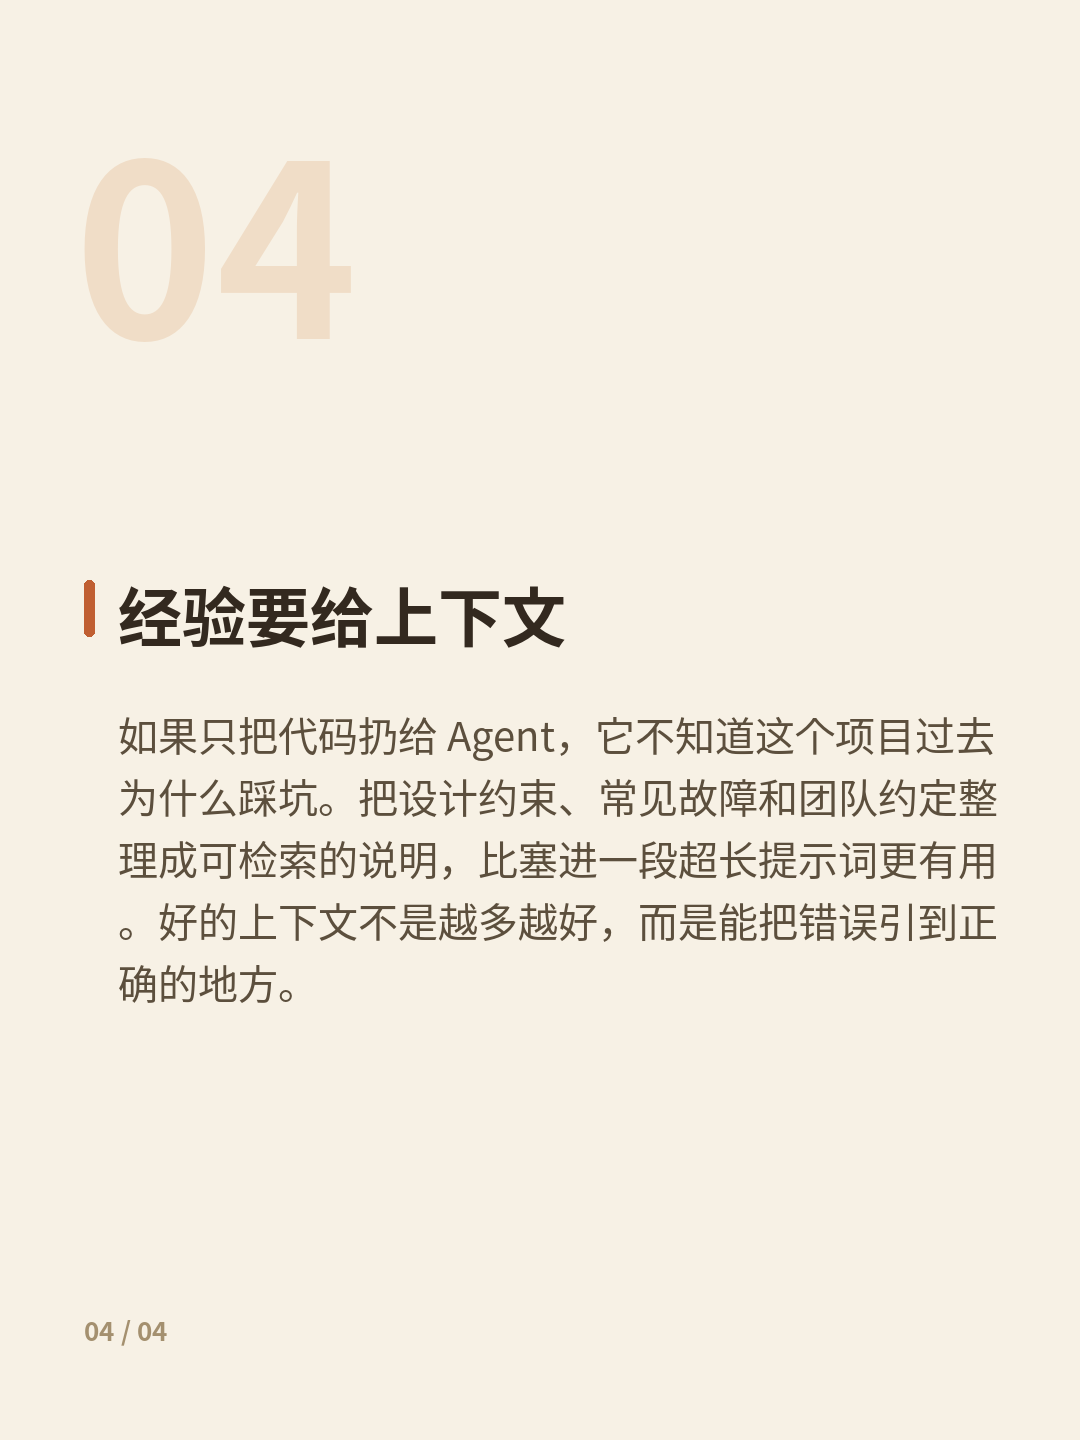 04
经验要给上下文
如果只把代码扔给 Agent，它不知道这个项目过去
为什么踩坑。把设计约束、常见故障和团队约定整
理成可检索的说明，比塞进一段超长提示词更有用
。好的上下文不是越多越好，而是能把错误引到正
确的地方。
04 / 04